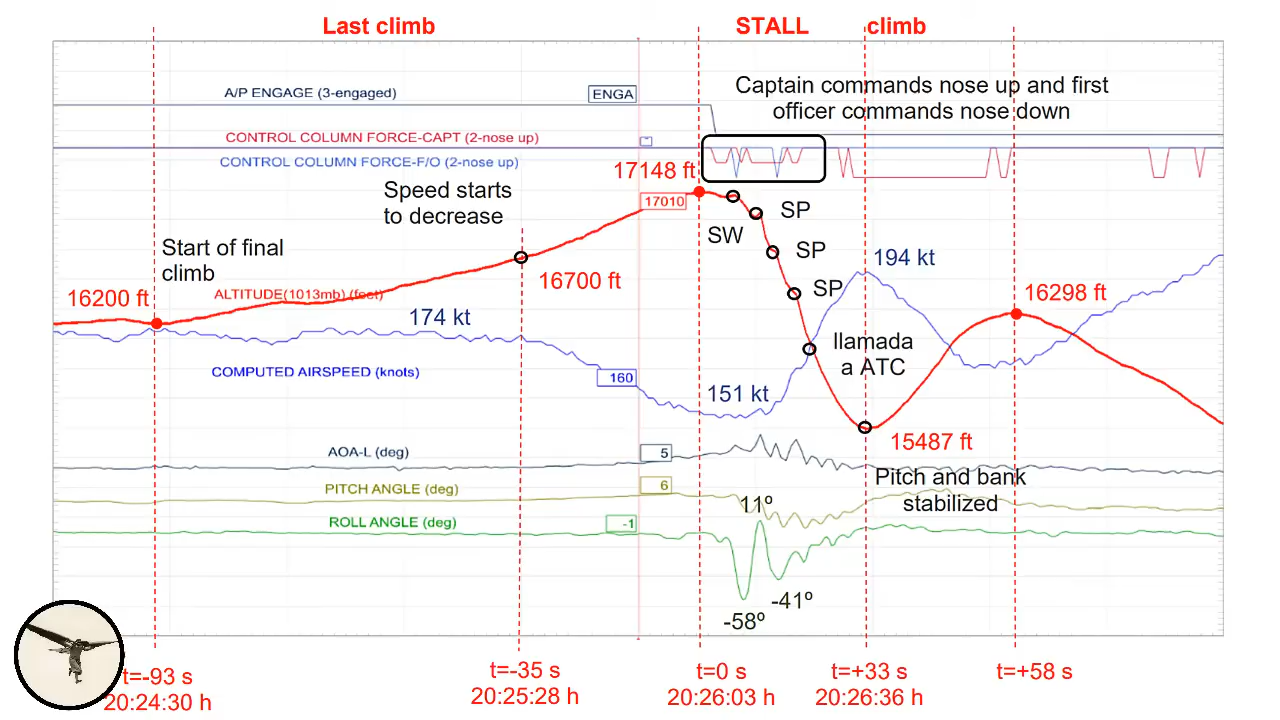 Last climb
STALL
climb
A/P ENGAGE (3-engaged)
ENGA
Captain commands nose up and first
officer commands nose down
CONTROL COLUMN FORCE-CAPT (2-nose up)
CONTROL COLUMN FORCE-F/O (2-nose up)
17148 ft
Speed starts
to decrease
17010
SP
SW
Start of final
climb
SP
194 kt
16700 ft
SP
16200 ft
ALTITUDE(1013mb) (feet)
16298 ft
174 kt
llamada
a ATC
COMPUTED AIRSPEED (knots)
160
151 kt
15487 ft
AOA-L (deg)
5
Pitch and bank
stabilized
PITCH ANGLE (deg)
6
11º
ROLL ANGLE (deg)
-1
-41º
-58º
t=-93 s
20:24:30 h
t=-35 s
20:25:28 h
t=0 s
20:26:03 h
t=+33 s
20:26:36 h
t=+58 s